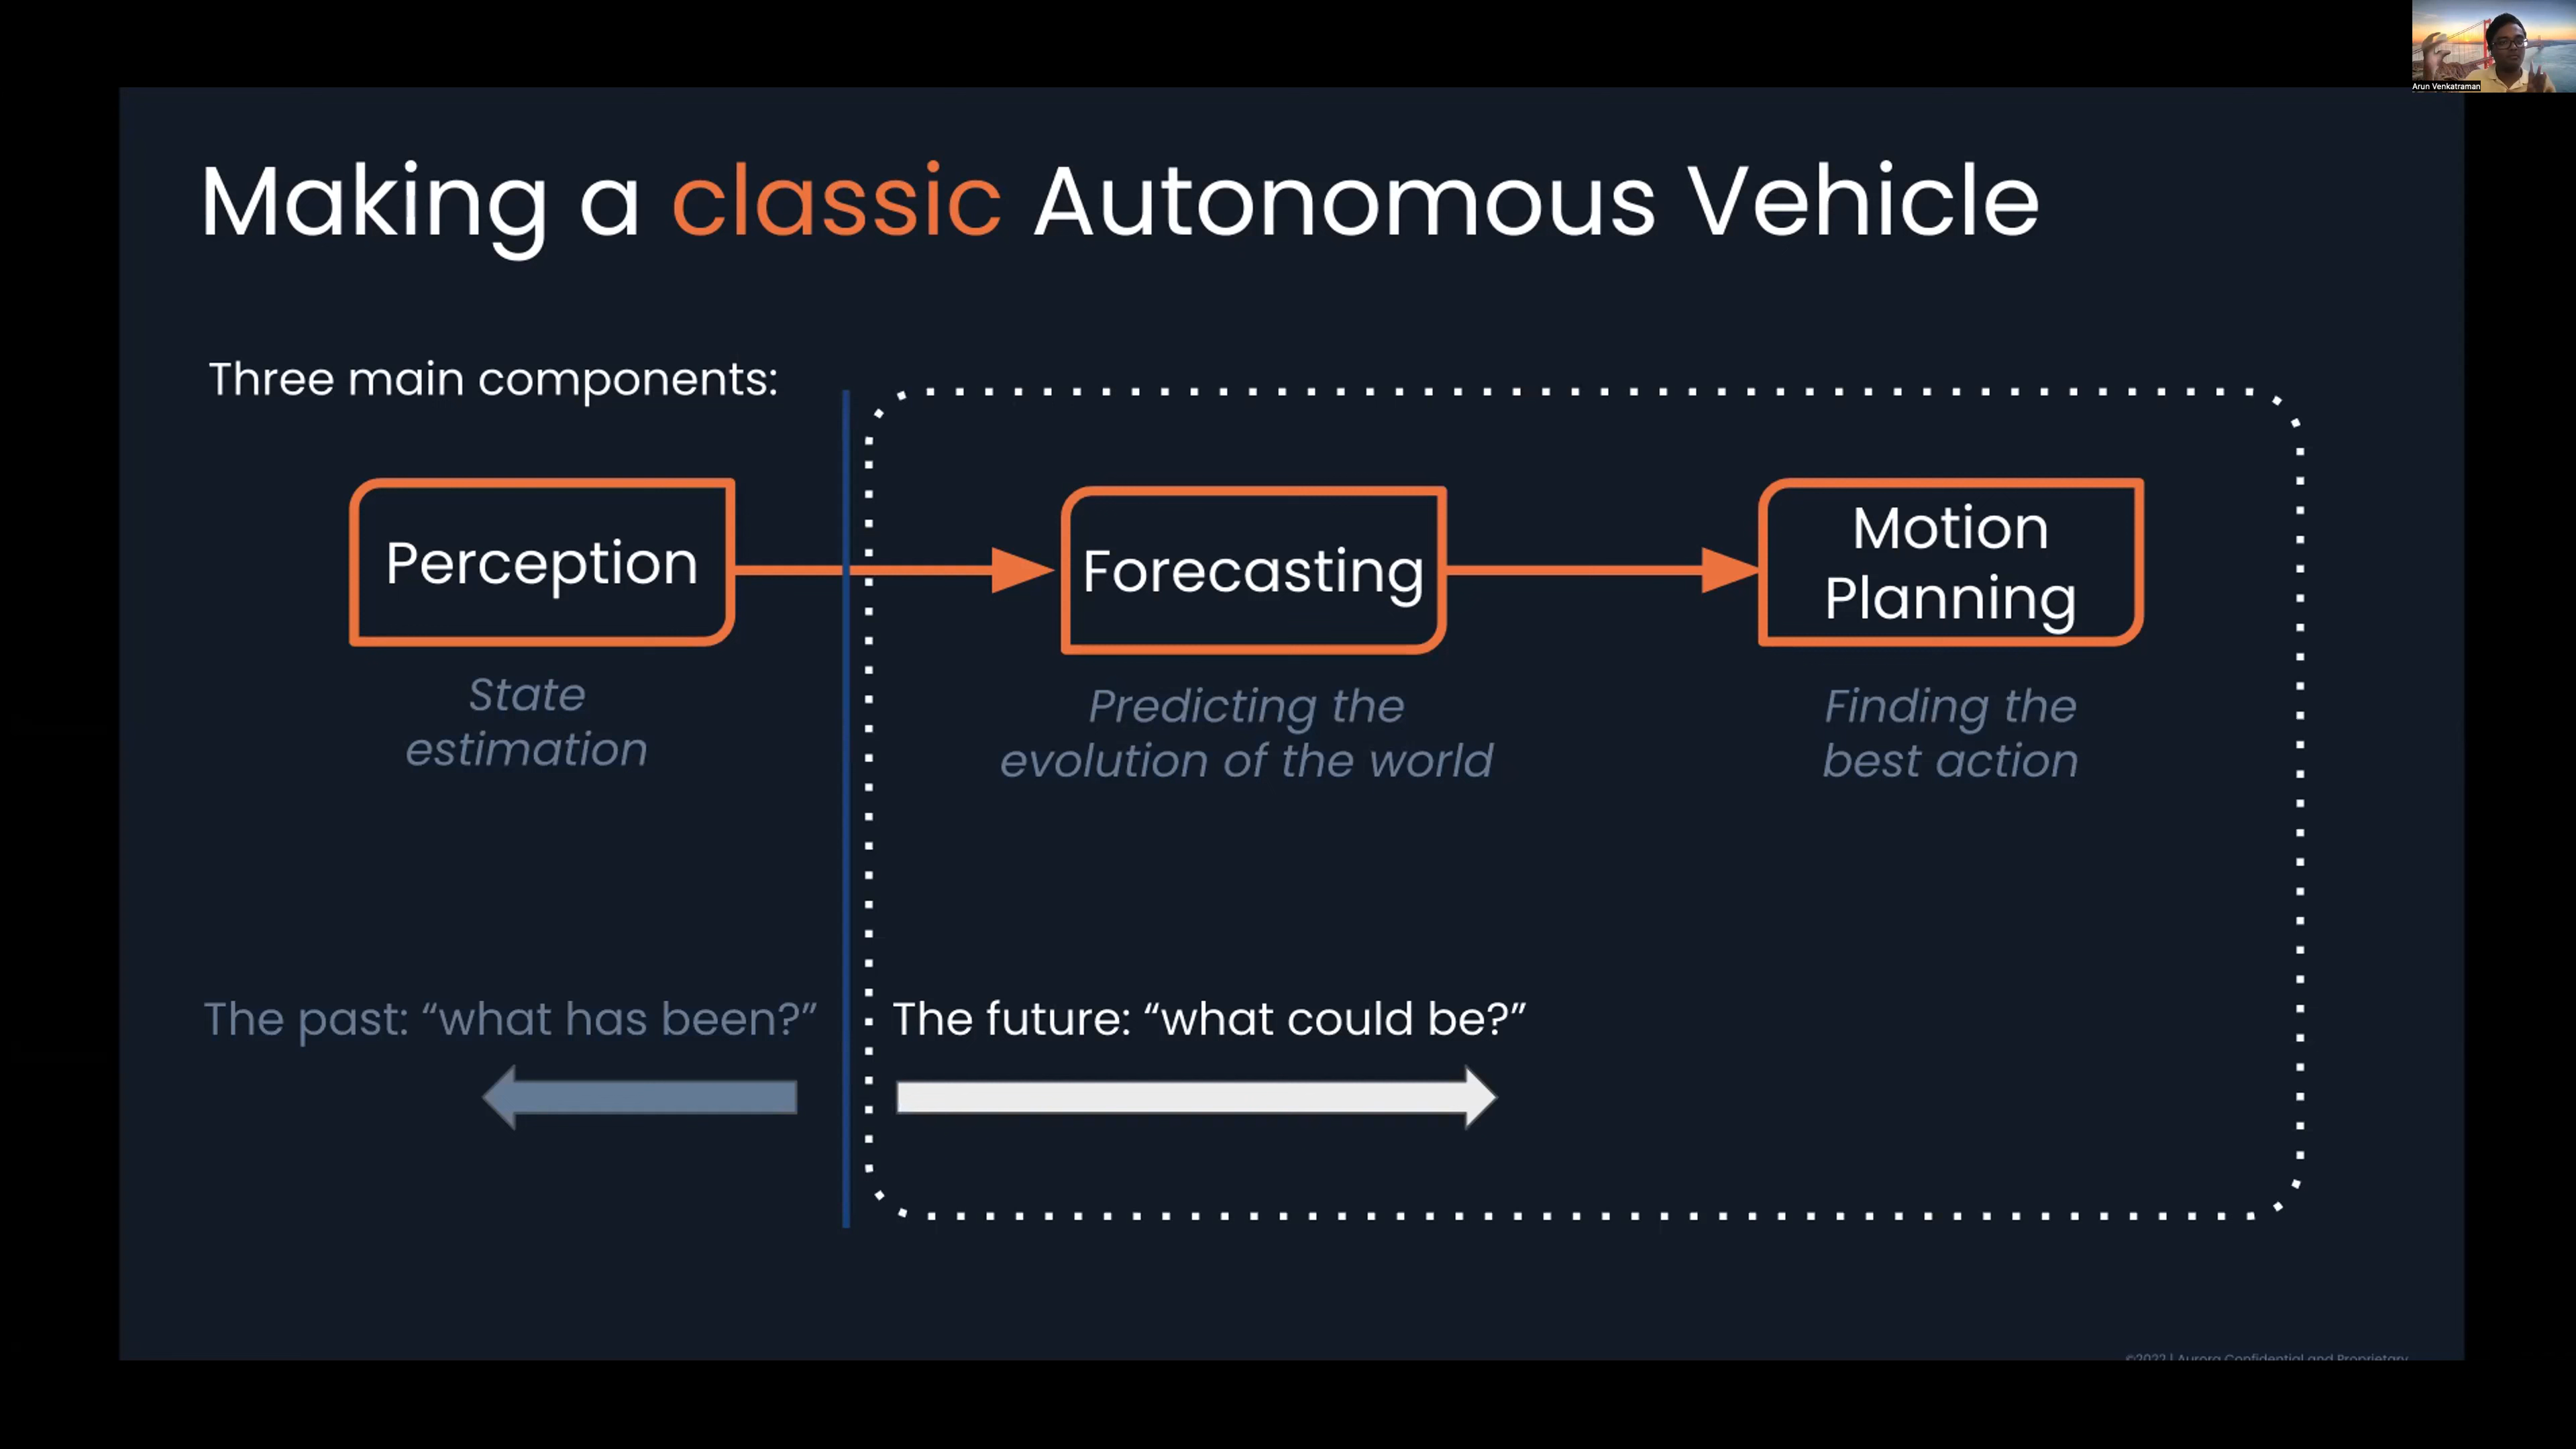 Arun Venkatraman
Making a classic Autonomous Vehicle
Three main components:
Perception
State
estimation
Forecasting
Predicting the
evolution of the world
Motion
Planning
Finding the
best action
The past: “what has been?”
The future: “what could be?”
©2022 | Aurora Confidential and Proprietary